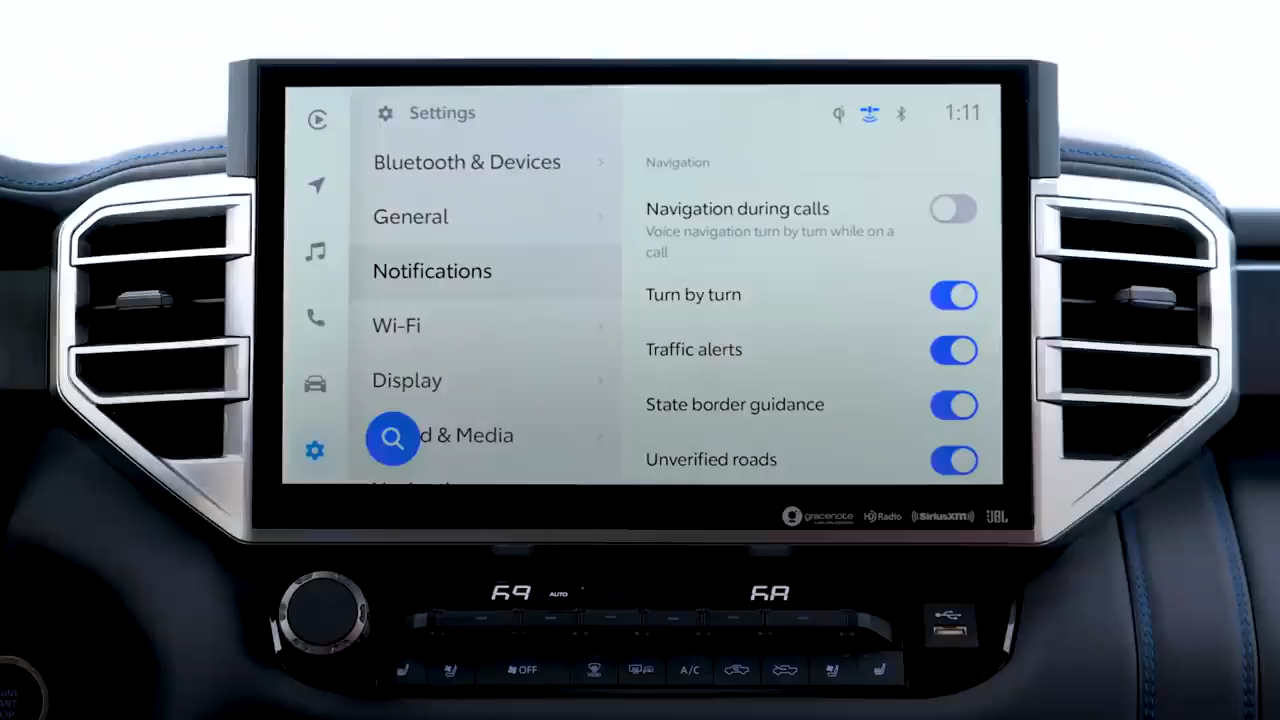 Settings
1:11
Bluetooth & Devices
General
Notifications
Wi-Fi
Display
d & Media
Navigation
Navigation during calls
Voice navigation turn by turn while on a
call
Turn by turn
Traffic alerts
State border guidance
Unverified roads
gracenote
HD Radio
SiriusXM
JBL
69
AUTO
68
OFF
A/C